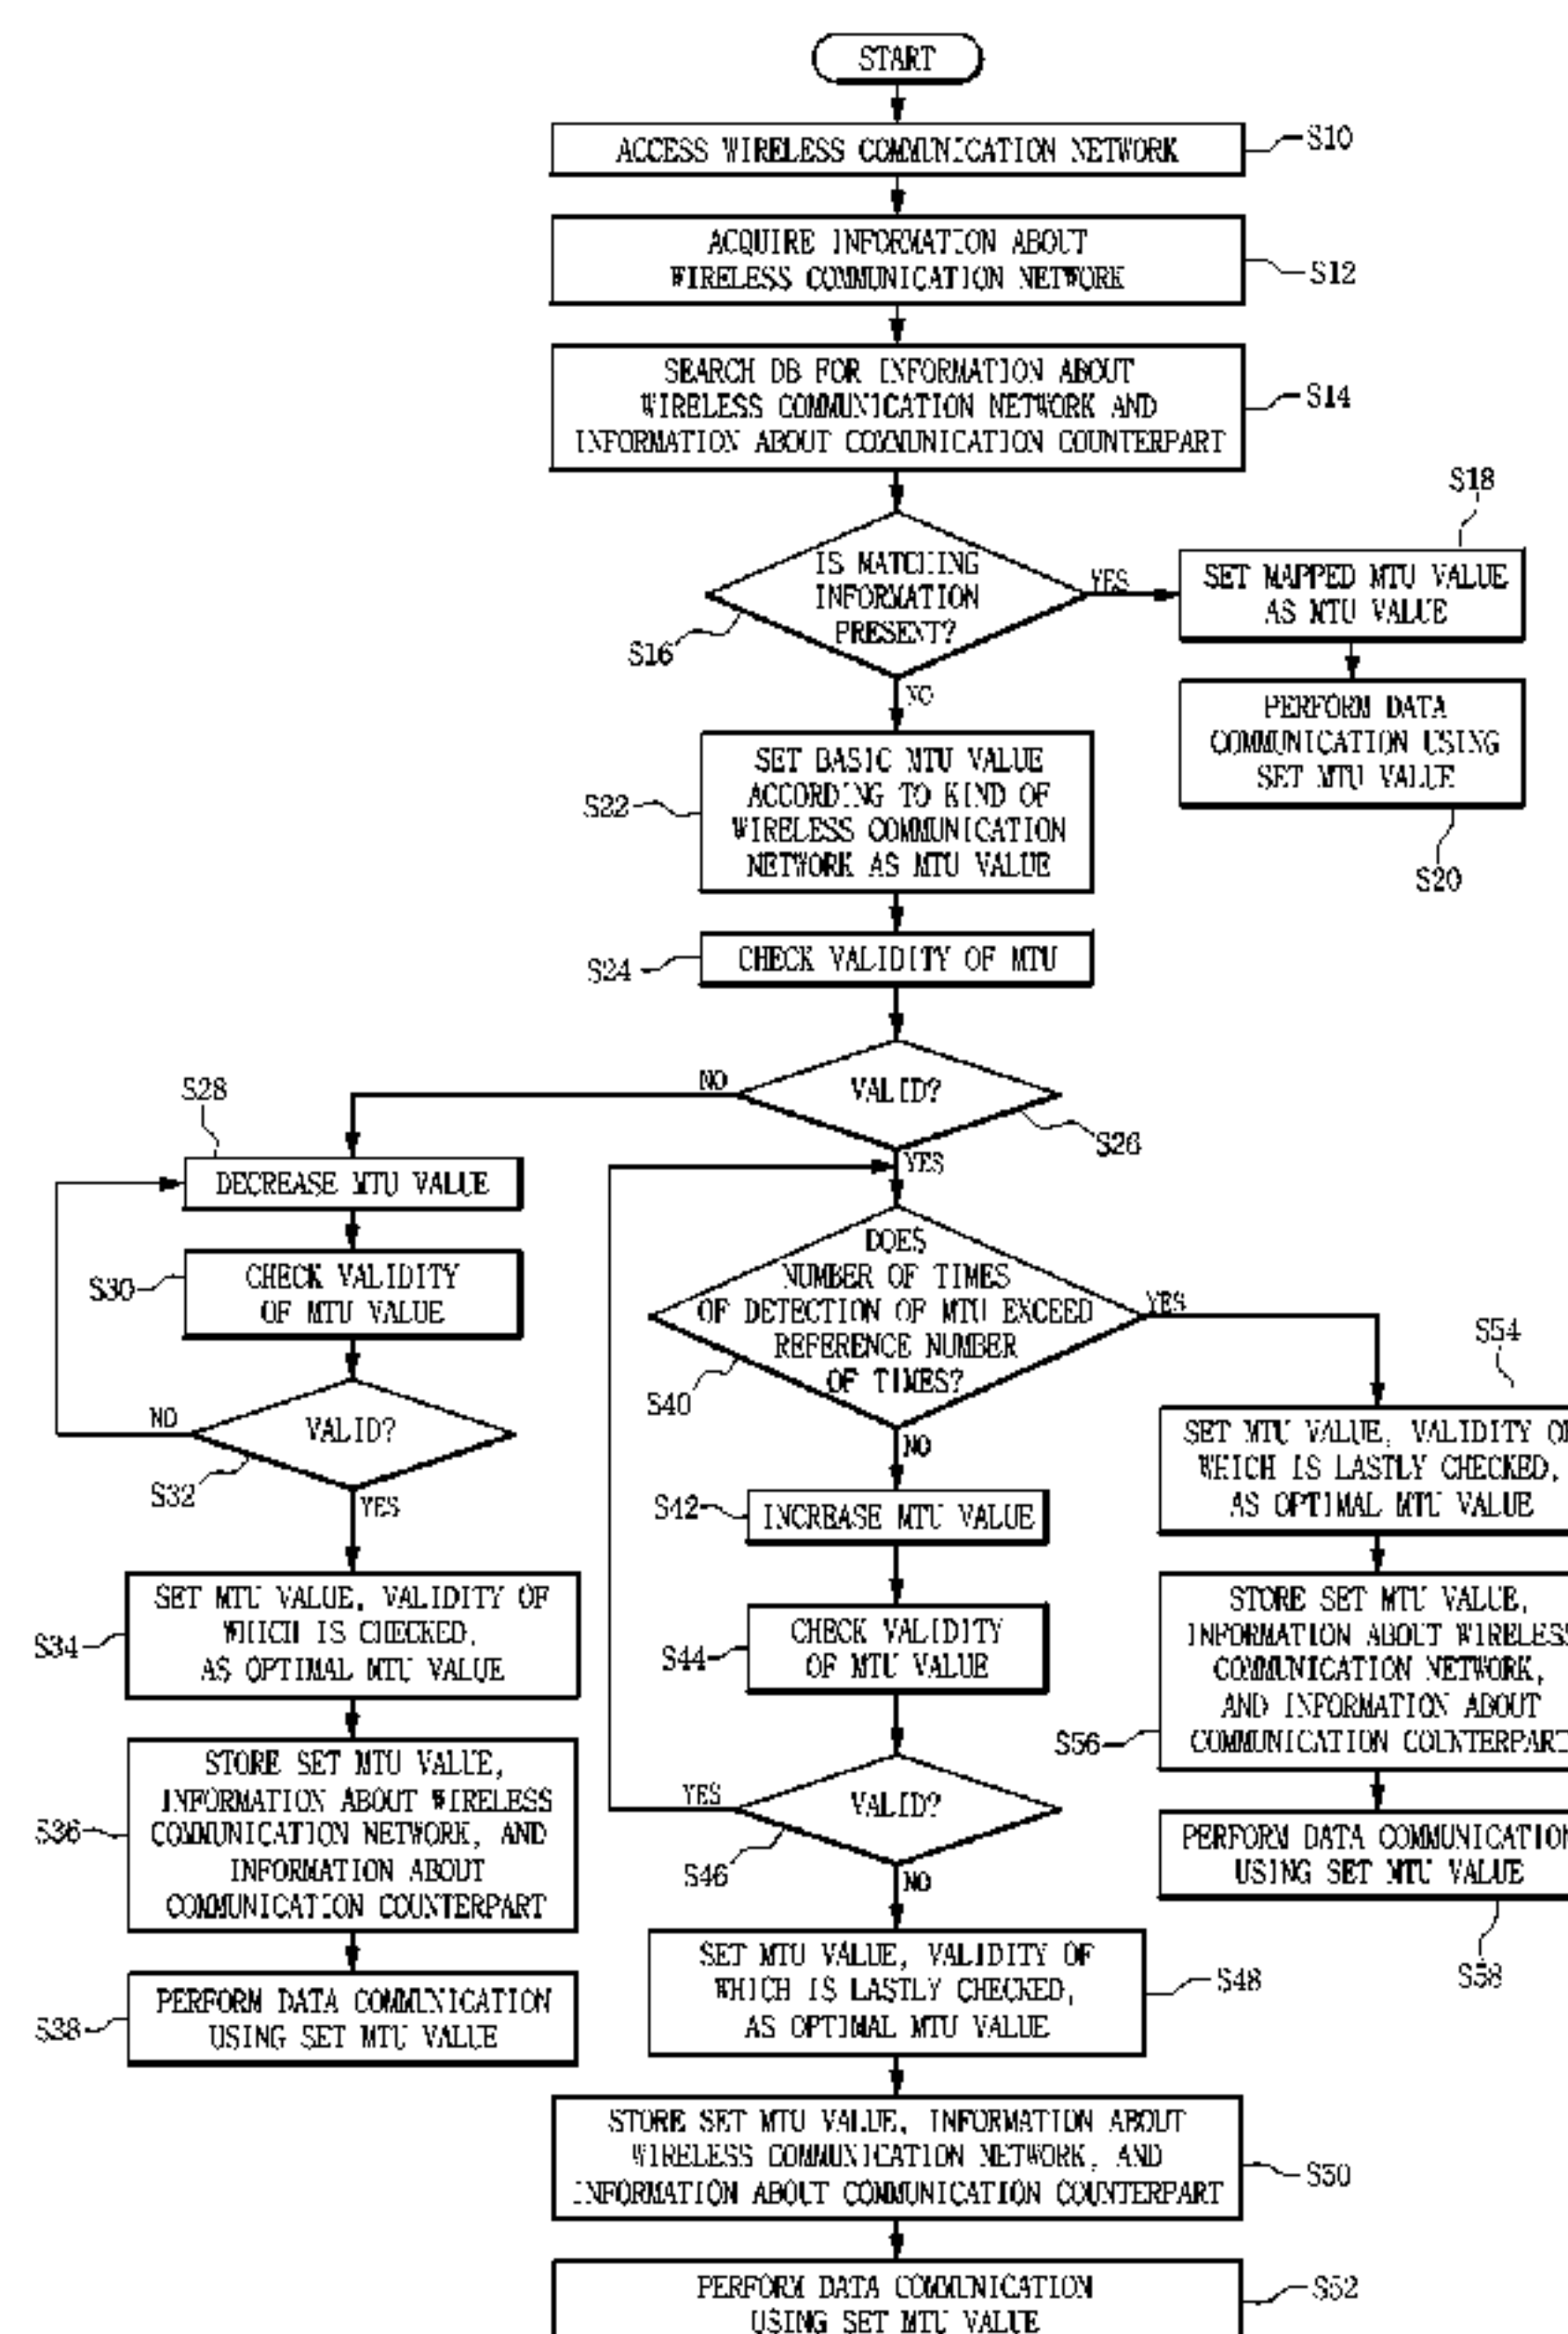 START
ACCESS WIRELESS COMMUNICATION NETWORK
S10
ACQUIRE INFORMATION ABOUT
WIRELESS COMMUNICATION NETWORK
S12
SEARCH DB FOR INFORMATION ABOUT
WIRELESS COMMUNICATION NETWORK AND
INFORMATION ABOUT COMMUNICATION COUNTERPART
S14
IS MATCHING
INFORMATION
PRESENT?
S16
YES
NO
S18
SET MAPPED MTU VALUE
AS MTU VALUE
PERFORM DATA
COMMUNICATION USING
SET MTU VALUE
S20
SET BASIC MTU VALUE
ACCORDING TO KIND OF
WIRELESS COMMUNICATION
NETWORK AS MTU VALUE
S22
CHECK VALIDITY OF MTU
S24
VALID?
S26
NO
YES
S28
DECREASE MTU VALUE
CHECK VALIDITY
OF MTU VALUE
S30
VALID?
S32
NO
YES
SET MTU VALUE, VALIDITY OF
WHICH IS CHECKED,
AS OPTIMAL MTU VALUE
S34
STORE SET MTU VALUE,
INFORMATION ABOUT WIRELESS
COMMUNICATION NETWORK, AND
INFORMATION ABOUT
COMMUNICATION COUNTERPART
S36
PERFORM DATA COMMUNICATION
USING SET MTU VALUE
S38
DOES
NUMBER OF TIMES
OF DETECTION OF MTU EXCEED
REFERENCE NUMBER
OF TIMES?
S40
YES
NO
INCREASE MTU VALUE
S42
CHECK VALIDITY
OF MTU VALUE
S44
VALID?
S46
YES
NO
SET MTU VALUE, VALIDITY OF
WHICH IS LASTLY CHECKED,
AS OPTIMAL MTU VALUE
S48
STORE SET MTU VALUE, INFORMATION ABOUT
WIRELESS COMMUNICATION NETWORK, AND
INFORMATION ABOUT COMMUNICATION COUNTERPART
S50
PERFORM DATA COMMUNICATION
USING SET MTU VALUE
S52
S54
SET MTU VALUE, VALIDITY OF
WHICH IS LASTLY CHECKED,
AS OPTIMAL MTU VALUE
STORE SET MTU VALUE,
INFORMATION ABOUT WIRELESS
COMMUNICATION NETWORK,
AND INFORMATION ABOUT
COMMUNICATION COUNTERPART
S56
PERFORM DATA COMMUNICATION
USING SET MTU VALUE
S58